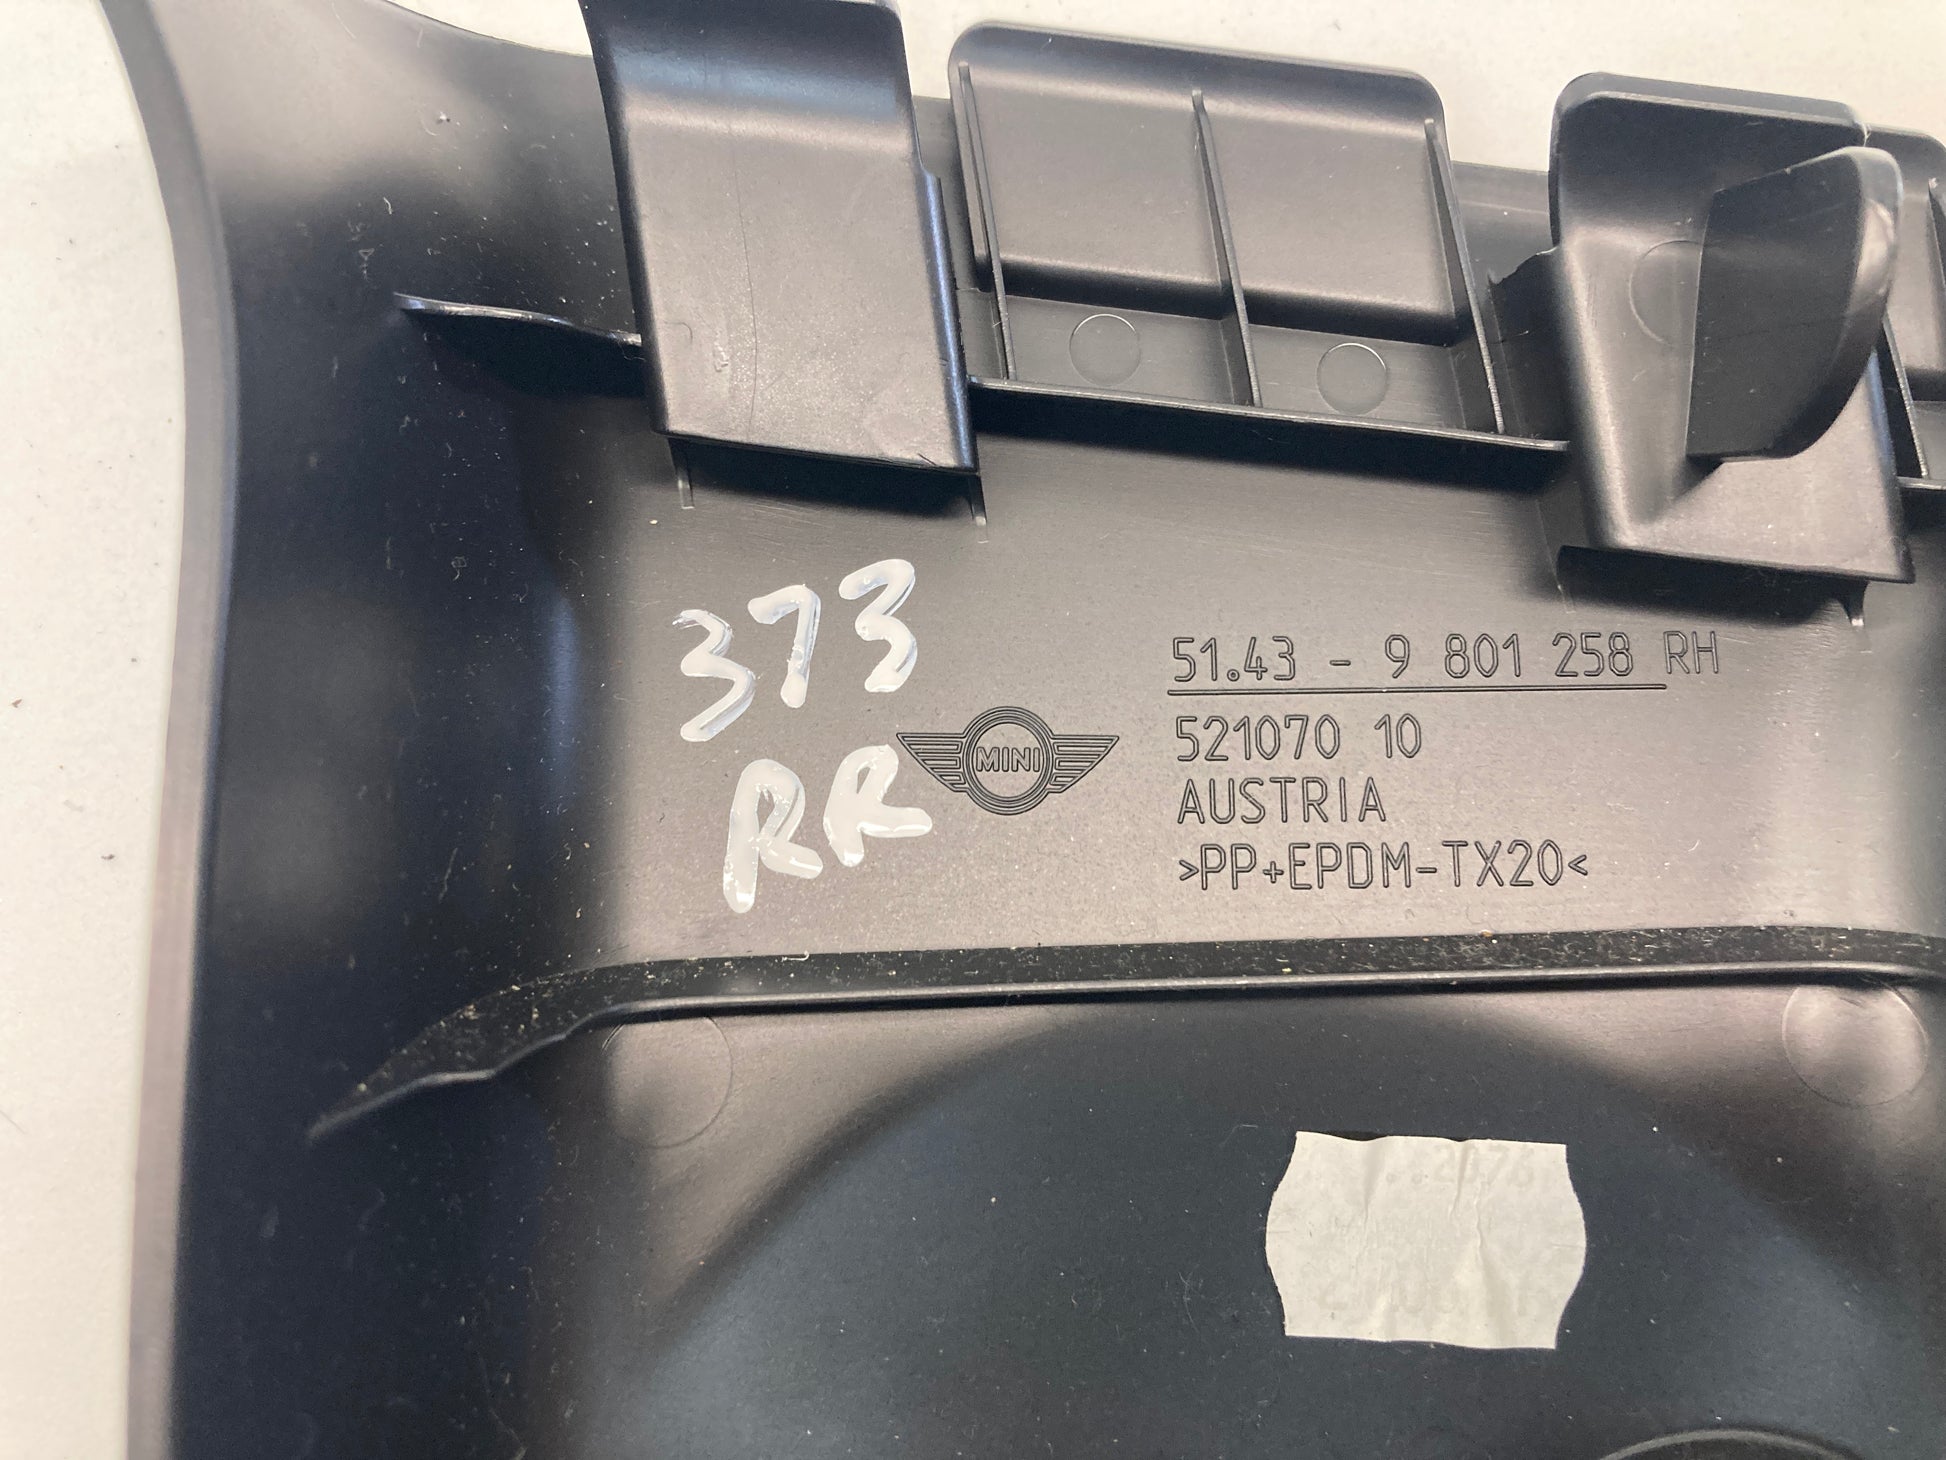 373
RR
MINI
51.43 - 9 801 258 RH
521070 10
AUSTRIA
>PP+EPDM-TX20<